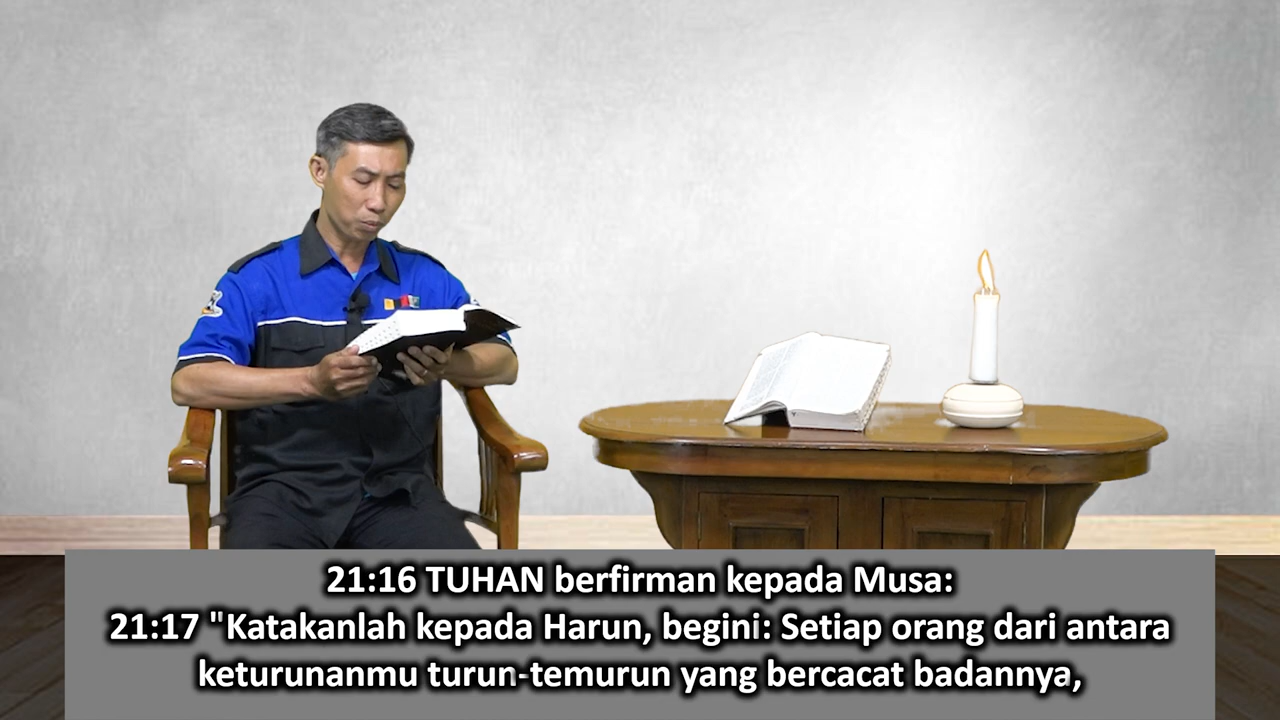 21:16 TUHAN berfirman kepada Musa:
21:17 "Katakanlah kepada Harun, begini: Setiap orang dari antara
keturunanmu turun-temurun yang bercacat badannya,